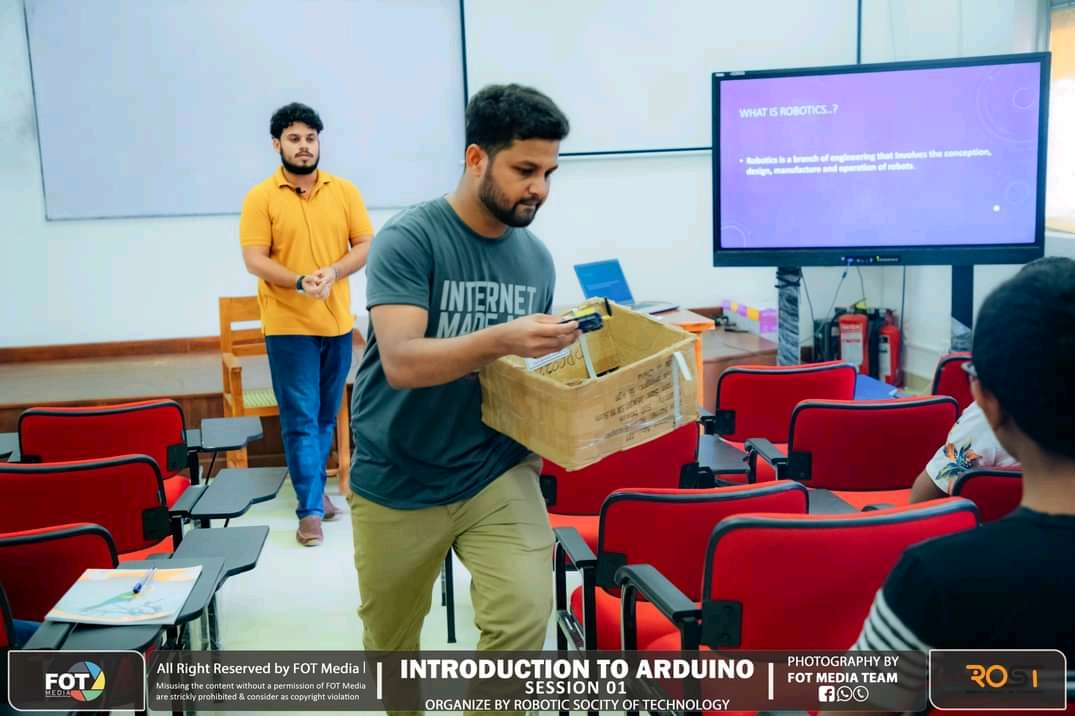 WHAT IS ROBOTICS..?
• Robotics is a branch of engineering that involves the conception,
design, manufacture and operation of robots.
INTERNET
MADE
FOT
MEDIA
All Right Reserved by FOT Media |
Misusing the content without a permission of FOT Media
are strickly prohibited & consider as copyright violation
INTRODUCTION TO ARDUINO
SESSION 01
ORGANIZE BY ROBOTIC SOCITY OF TECHNOLOGY
PHOTOGRAPHY BY
FOT MEDIA TEAM
ROST